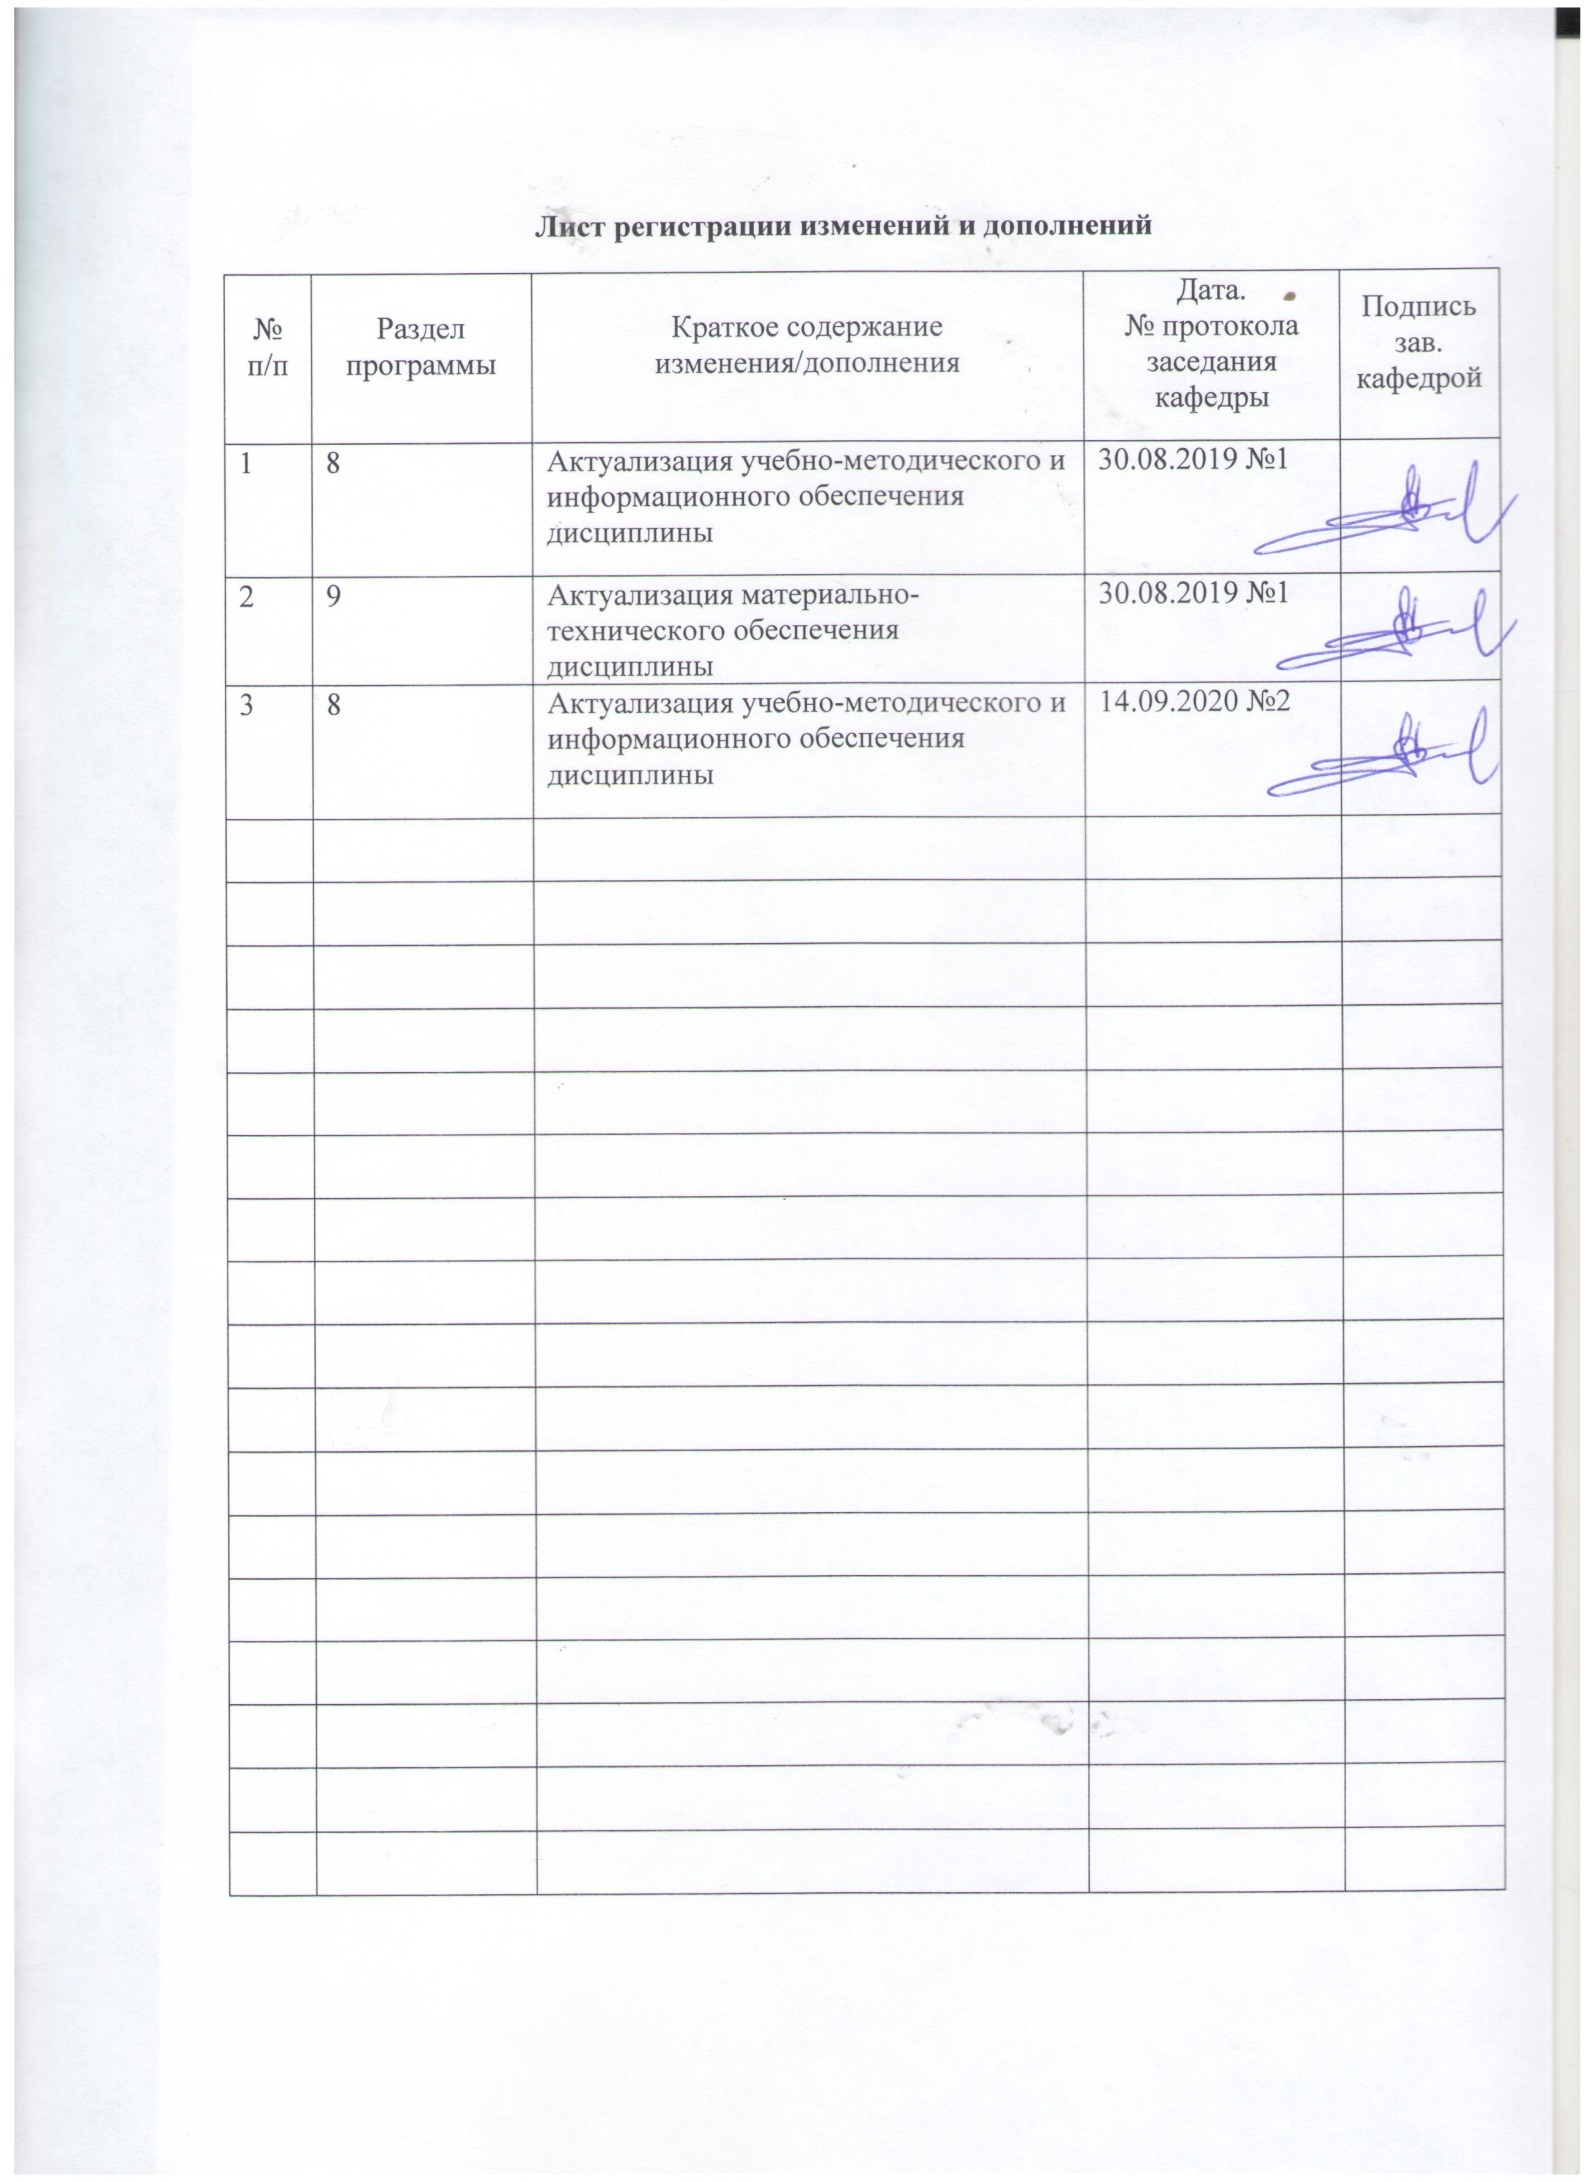 Лист регистрации изменений и дополнений
№
п/п
Раздел
программы
Краткое содержание
изменения/дополнения
Дата.
№ протокола
заседания
кафедры
Подпись
зав.
кафедрой
1
8
Актуализация учебно-методического и
информационного обеспечения
дисциплины
30.08.2019 №1
2
9
Актуализация материально-
технического обеспечения
дисциплины
30.08.2019 №1
3
8
Актуализация учебно-методического и
информационного обеспечения
дисциплины
14.09.2020 №2